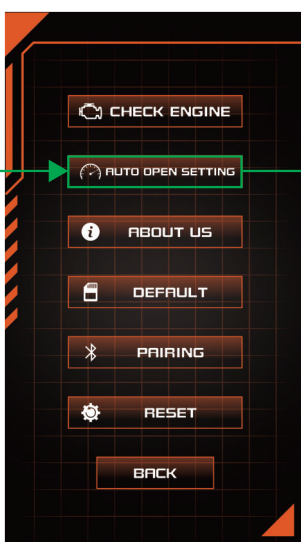 CHECK ENGINE
AUTO OPEN SETTING
ABOUT US
DEFAULT
PAIRING
RESET
BACK